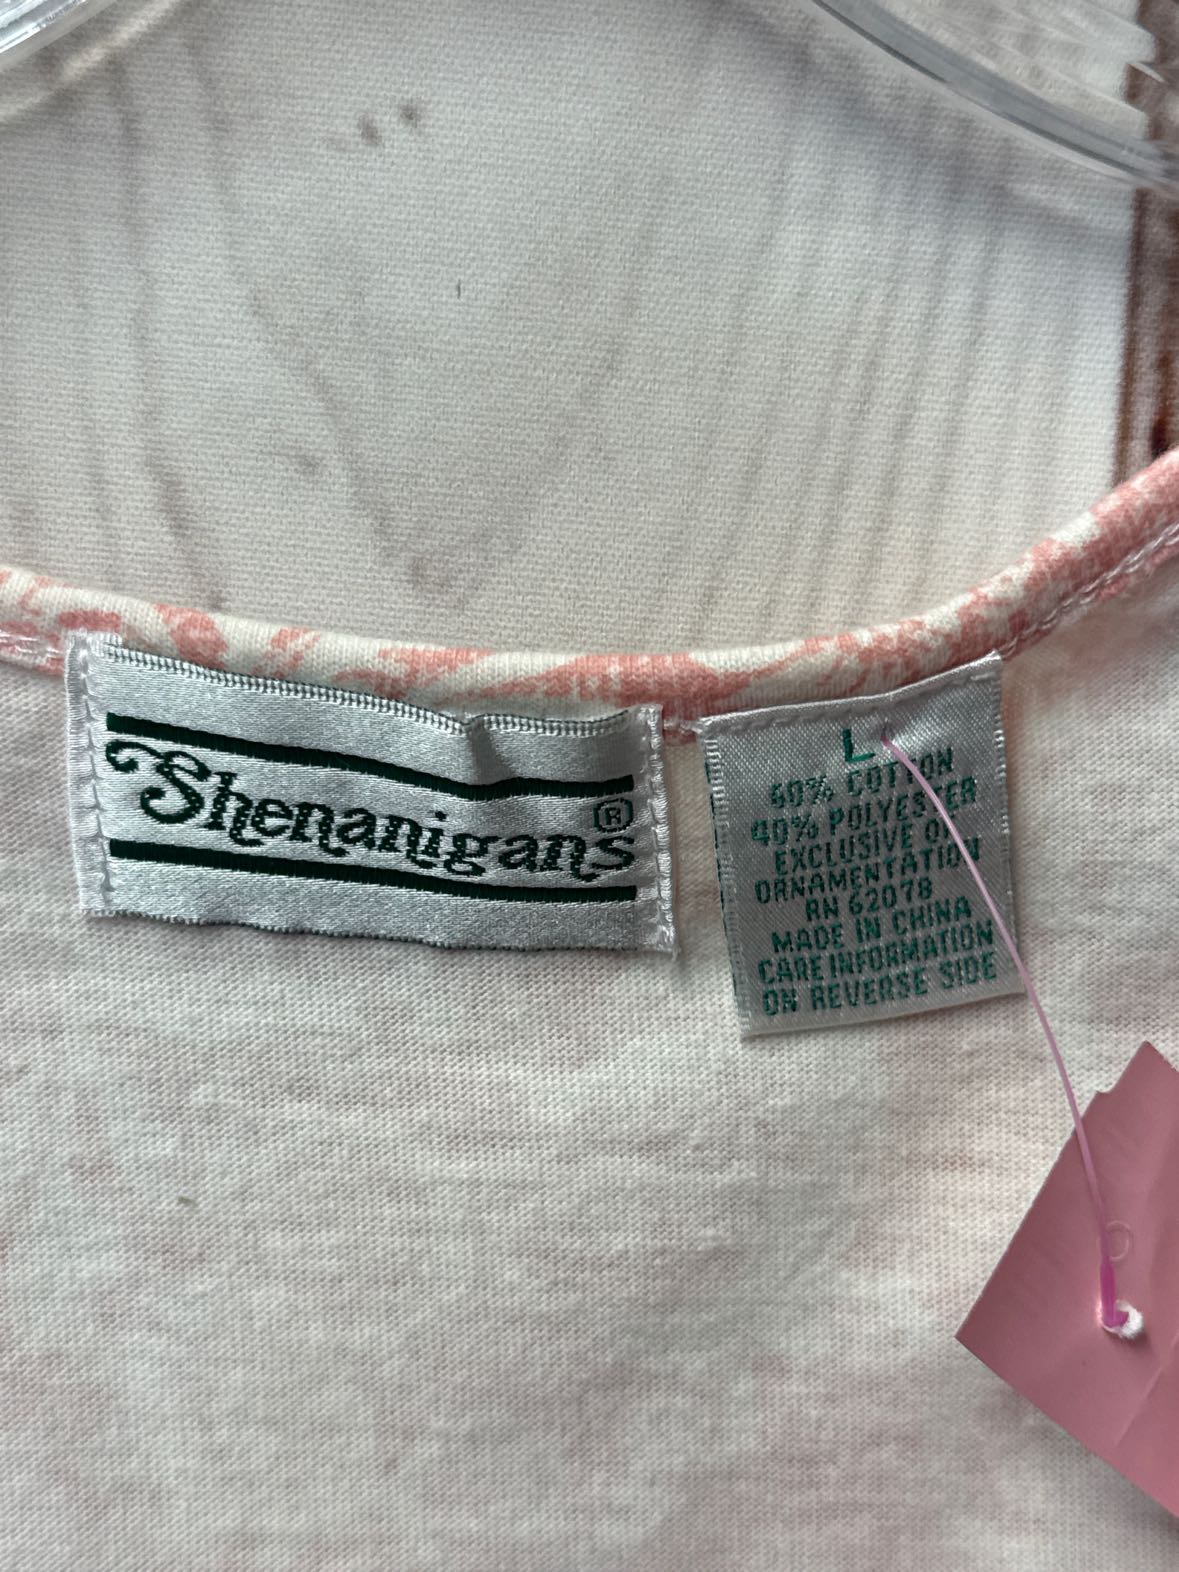 Shenanigans®
L
60% COTTON
40% POLYESTER
EXCLUSIVE OF
ORNAMENTATION
RN 62078
MADE IN CHINA
CARE INFORMATION
ON REVERSE SIDE